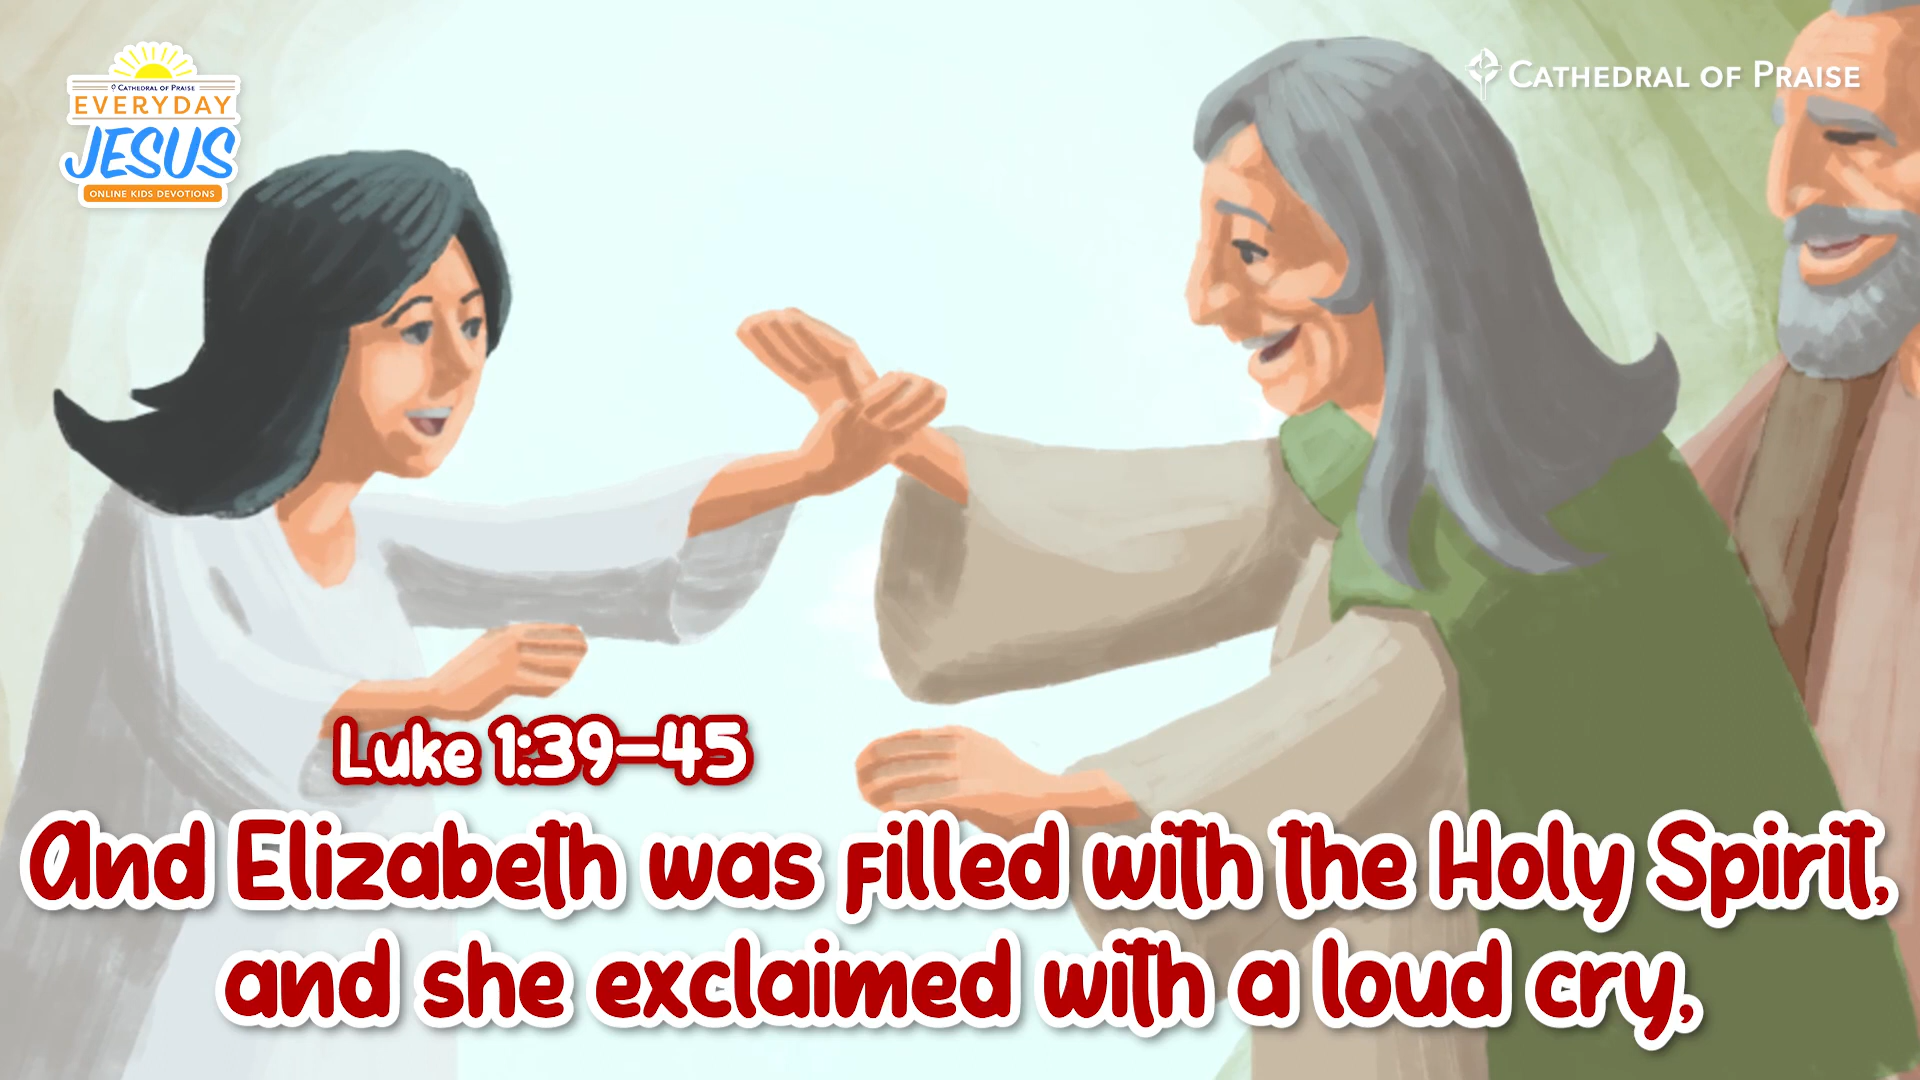 CATHEDRAL OF PRAISE
EVERYDAY
JESUS
ONLINE KIDS DEVOTIONS
CATHEDRAL OF PRAISE
Luke 1:39–45
And Elizabeth was filled with the Holy Spirit,
and she exclaimed with a loud cry,